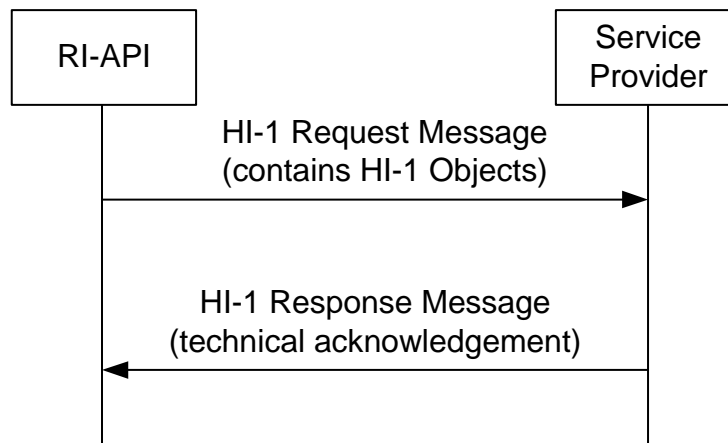 RI-API
Service
Provider
HI-1 Request Message
(contains HI-1 Objects)
HI-1 Response Message
(technical acknowledgement)